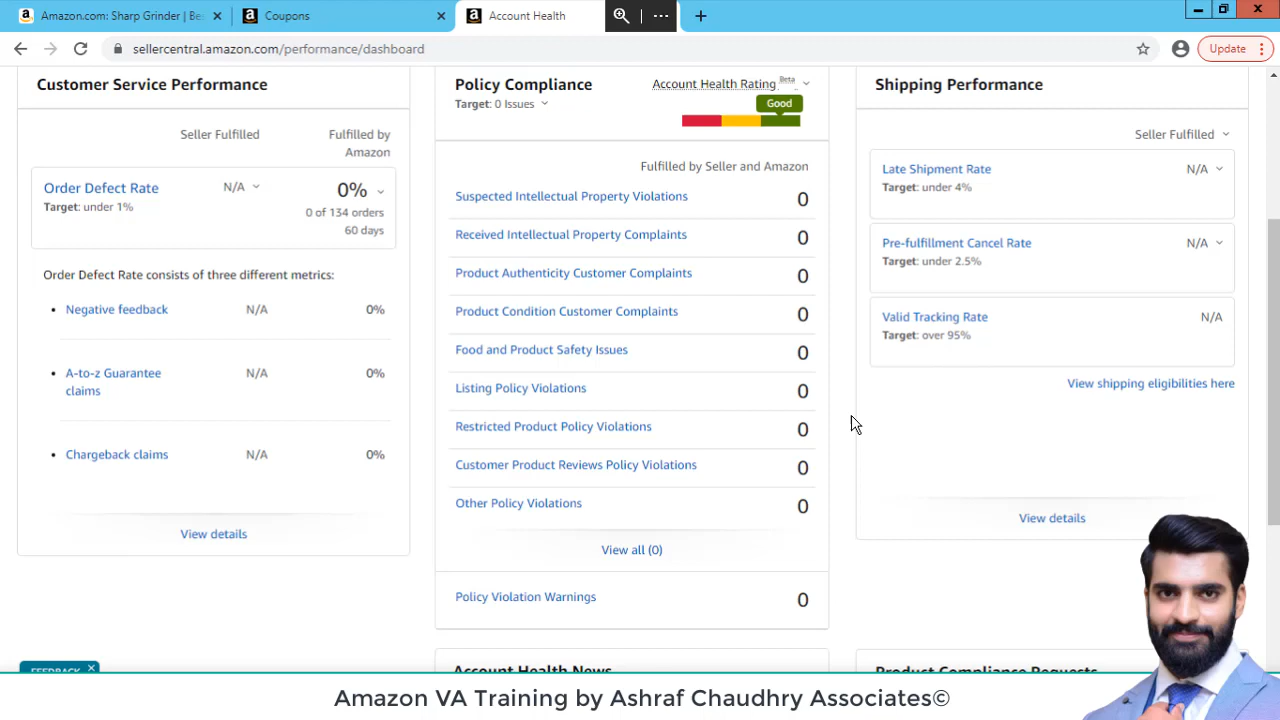 Amazon.com: Sharp Grinder | Be
Coupons
Account Health
sellercentral.amazon.com/performance/dashboard
Update
Customer Service Performance
Seller Fulfilled
Fulfilled by
Amazon
Order Defect Rate
Target: under 1%
N/A
0%
0 of 134 orders
60 days
Order Defect Rate consists of three different metrics:
• Negative feedback N/A 0%
• A-to-z Guarantee
claims
N/A 0%
• Chargeback claims N/A 0%
View details
Policy Compliance
Target: 0 Issues
Account Health Rating Beta
Good
Fulfilled by Seller and Amazon
Suspected Intellectual Property Violations 0
Received Intellectual Property Complaints 0
Product Authenticity Customer Complaints 0
Product Condition Customer Complaints 0
Food and Product Safety Issues 0
Listing Policy Violations 0
Restricted Product Policy Violations 0
Customer Product Reviews Policy Violations 0
Other Policy Violations 0
View all (0)
Policy Violation Warnings 0
Account Health News
Shipping Performance
Seller Fulfilled
Late Shipment Rate N/A
Target: under 4%
Pre-fulfillment Cancel Rate N/A
Target: under 2.5%
Valid Tracking Rate N/A
Target: over 95%
View shipping eligibilities here
View details
Product Compliance Requests
FEEDBACK
Amazon VA Training by Ashraf Chaudhry Associates©